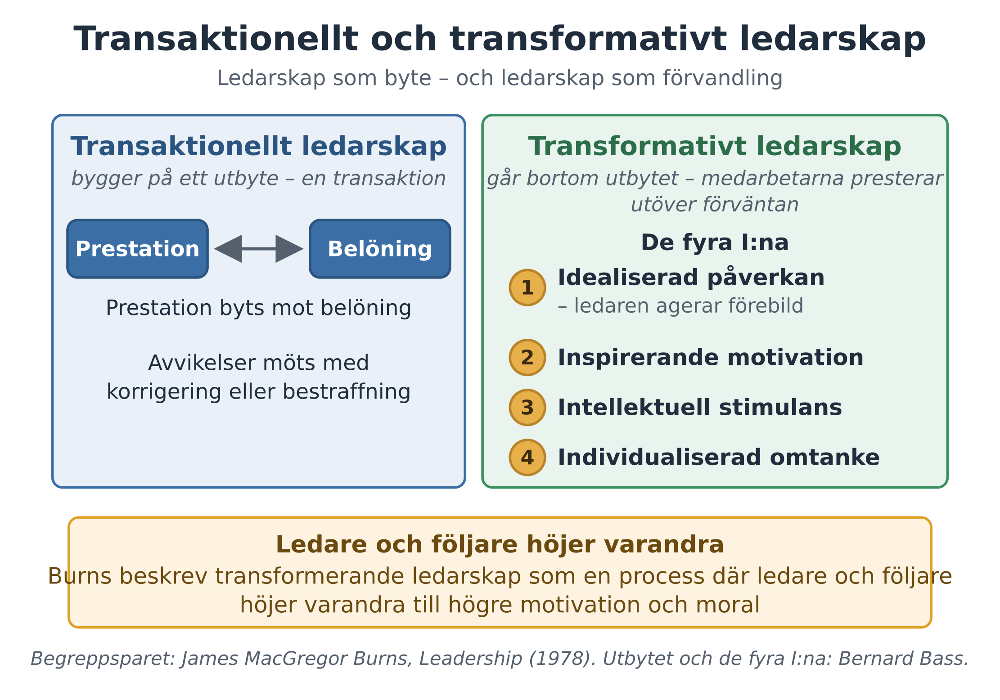 Transaktionellt och transformativt ledarskap
Ledarskap som byte – och ledarskap som förvandling
Transaktionellt ledarskap
bygger på ett utbyte – en transaktion
Prestation
Belöning
Prestation byts mot belöning
Avvikelser möts med
korrigering eller bestraffning
Transformativt ledarskap
går bortom utbytet – medarbetarna presterar
utöver förväntan
De fyra I:na
1 Idealiserad påverkan
– ledaren agerar förebild
2 Inspirerande motivation
3 Intellektuell stimulans
4 Individualiserad omtanke
Ledare och följare höjer varandra
Burns beskrev transformerande ledarskap som en process där ledare och följare
höjer varandra till högre motivation och moral
Begreppsparet: James MacGregor Burns, Leadership (1978). Utbytet och de fyra I:na: Bernard Bass.